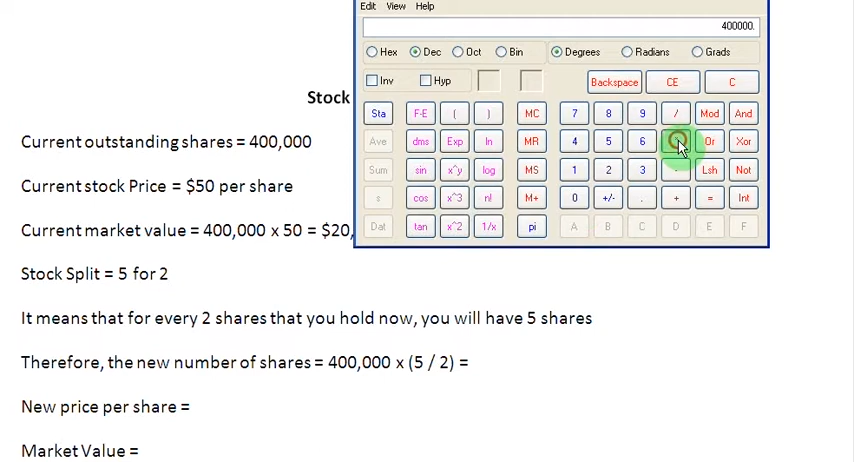 Edit View Help
400000.
Hex Dec Oct Bin Degrees Radians Grads
Inv Hyp Backspace CE C
Stock
Sta F-E ( ) MC 7 8 9 / Mod And
Current outstanding shares = 400,000
Ave dms Exp ln MR 4 5 6 Or Xor
Sum sin x^y log MS 1 2 3 - Lsh Not
Current stock Price = $50 per share
s cos x^3 n! M+ 0 +/- . + = Int
Current market value = 400,000 x 50 = $20,
Dat tan x^2 1/x pi A B C D E F
Stock Split = 5 for 2
It means that for every 2 shares that you hold now, you will have 5 shares
Therefore, the new number of shares = 400,000 x (5 / 2) =
New price per share =
Market Value =